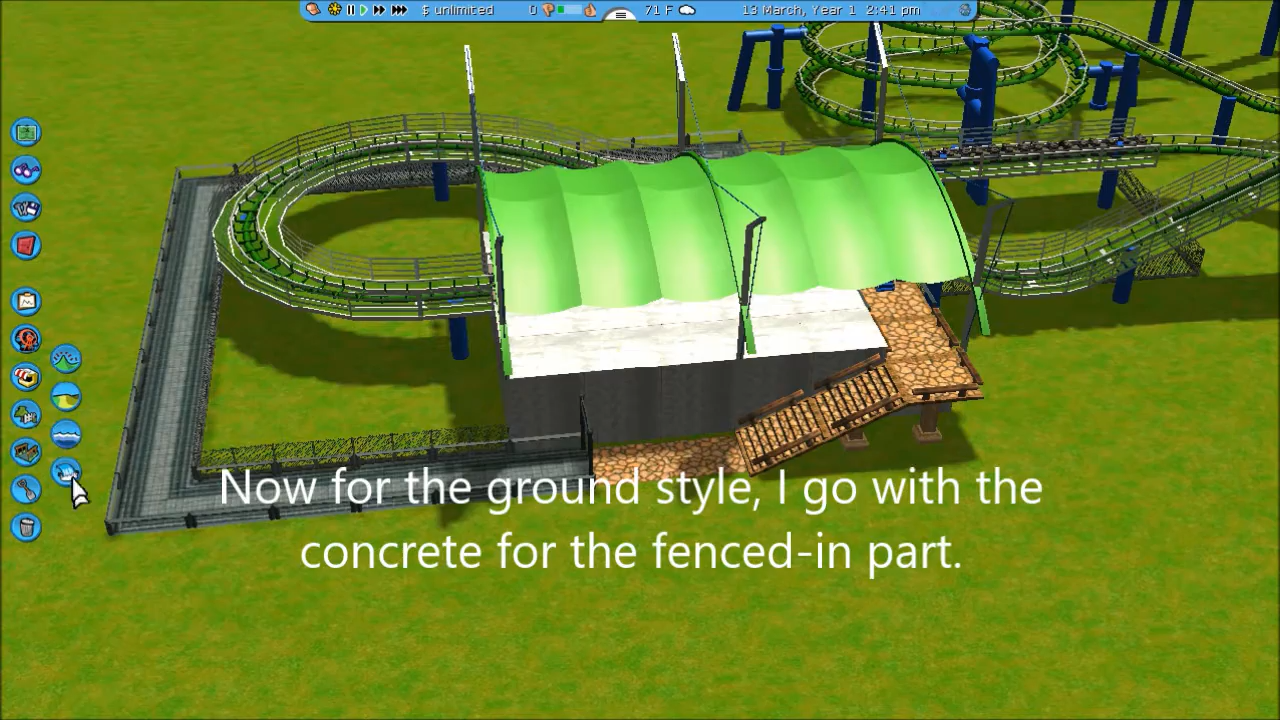 $ unlimited 0 71 F 13 March, Year 1 2:41 pm
Now for the ground style, I go with the
concrete for the fenced-in part.